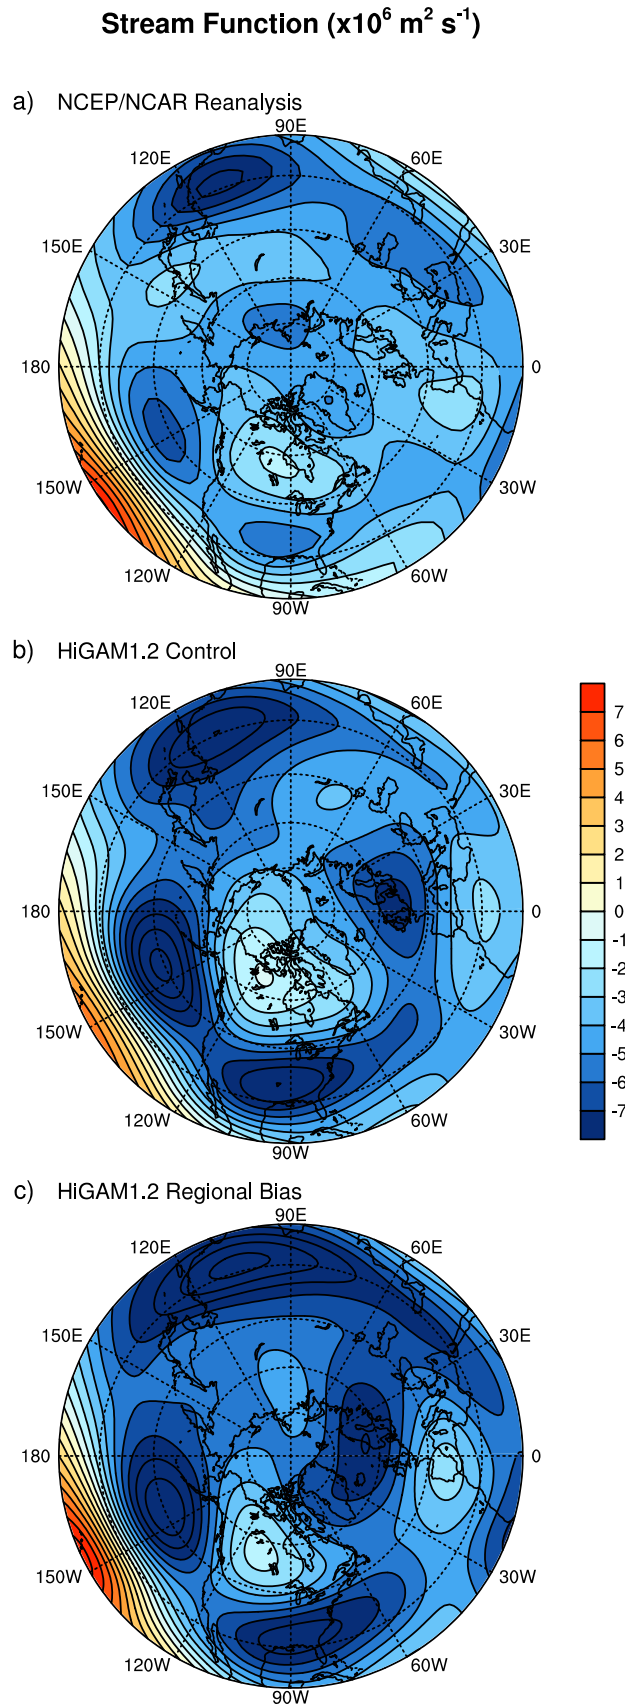 Stream Function (x10⁶ m² s⁻¹)
a) NCEP/NCAR Reanalysis
90E
120E 60E
150E 30E
180 0
150W 30W
120W 60W
90W
b) HiGAM1.2 Control
90E
120E 60E
150E 30E
180 0
150W 30W
120W 60W
90W
7
6
5
4
3
2
1
0
-1
-2
-3
-4
-5
-6
-7
c) HiGAM1.2 Regional Bias
90E
120E 60E
150E 30E
180 0
150W 30W
120W 60W
90W